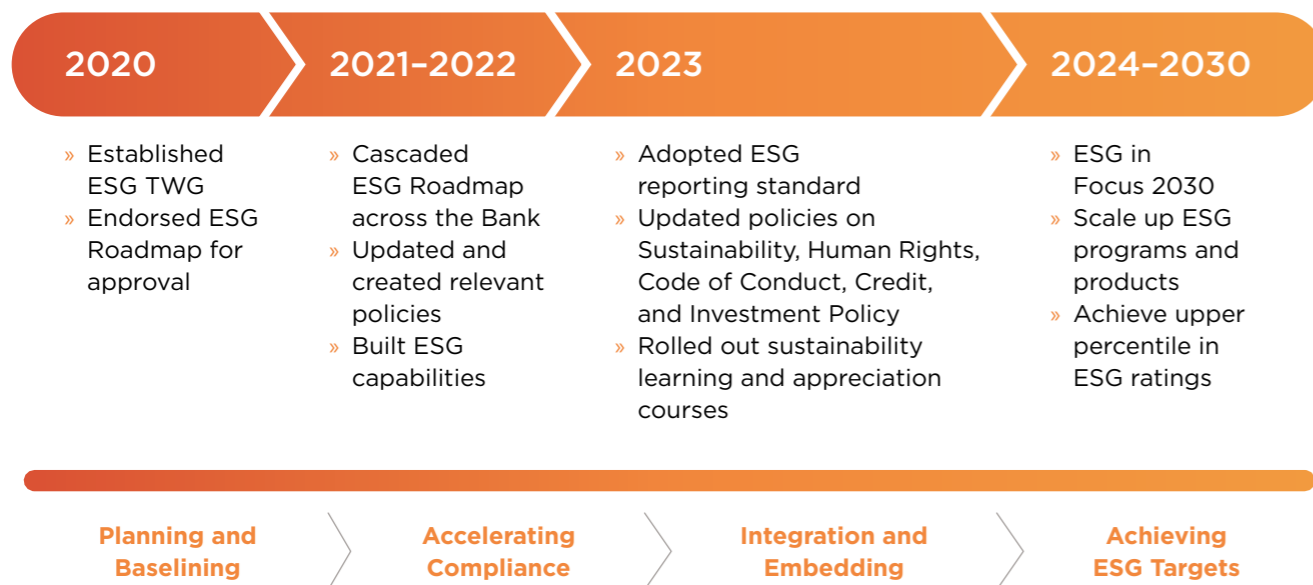 2020
2021–2022
2023
2024–2030
» Established
ESG TWG
» Endorsed ESG
Roadmap for
approval
» Cascaded
ESG Roadmap
across the Bank
» Updated and
created relevant
policies
» Built ESG
capabilities
» Adopted ESG
reporting standard
» Updated policies on
Sustainability, Human Rights,
Code of Conduct, Credit,
and Investment Policy
» Rolled out sustainability
learning and appreciation
courses
» ESG in
Focus 2030
» Scale up ESG
programs and
products
» Achieve upper
percentile in
ESG ratings
Planning and
Baselining
Accelerating
Compliance
Integration and
Embedding
Achieving
ESG Targets